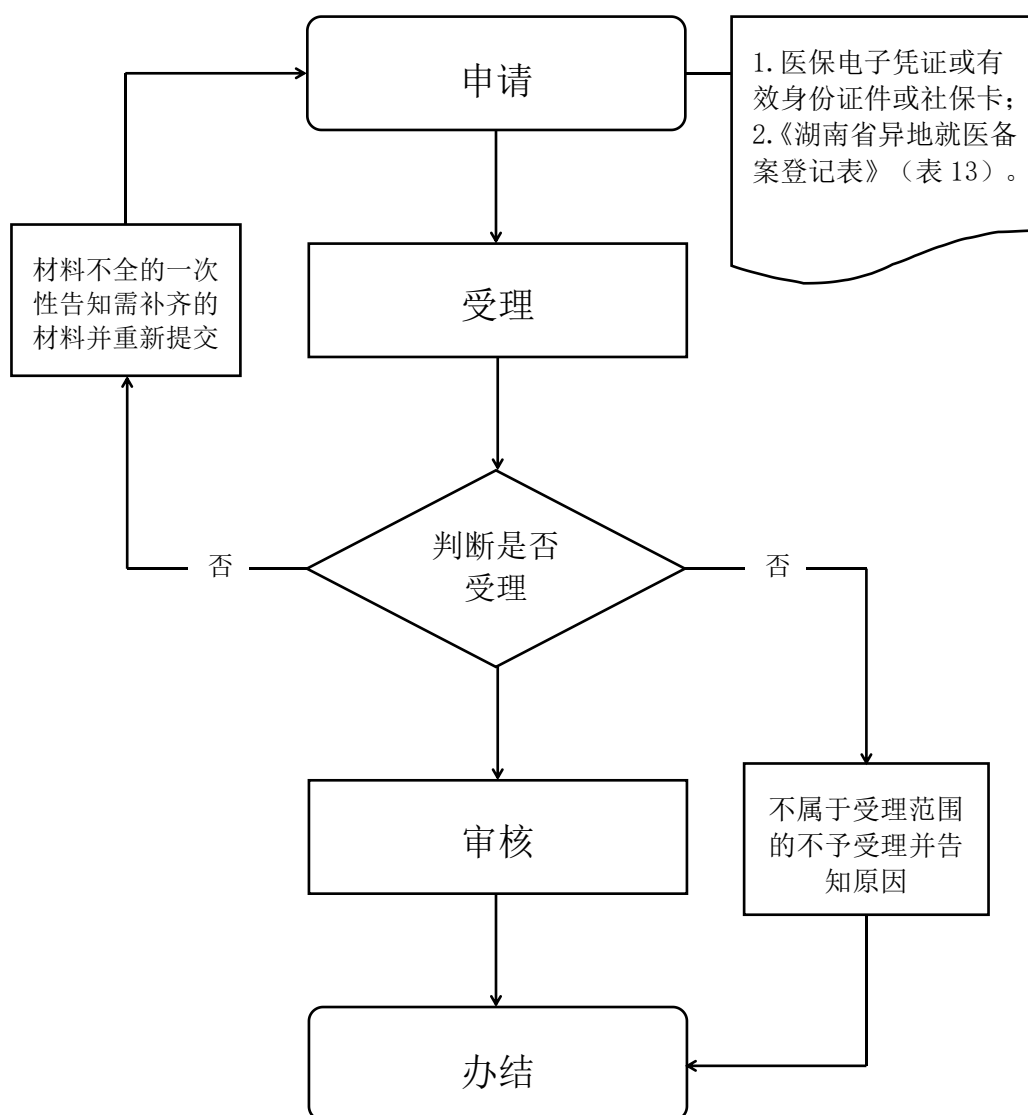 申请
1.医保电子凭证或有
效身份证件或社保卡；
2.《湖南省异地就医备
案登记表》（表 13）。
材料不全的一次
性告知需补齐的
材料并重新提交
受理
判断是否
受理
否
否
审核
不属于受理范围
的不予受理并告
知原因
办结